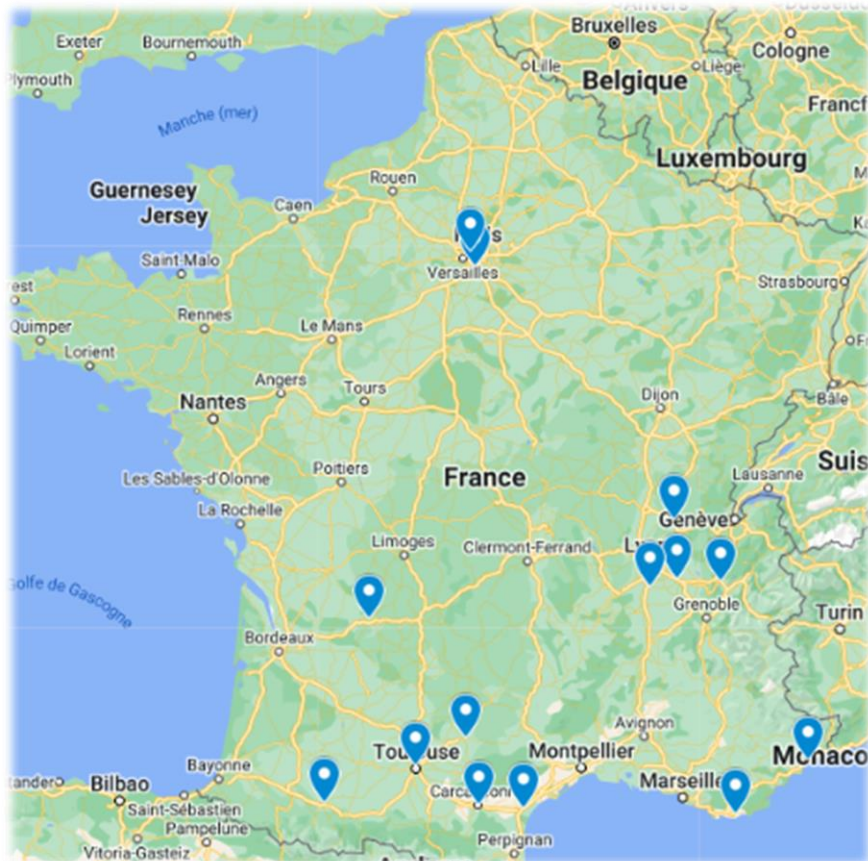 Bruxelles
Exeter
Bournemouth
Cologne
Lille
Liège
Belgique
Plymouth
Francf
Manche (mer)
Luxembourg
Rouen
Guernesey
Jersey
Caen
Versailles
Saint-Malo
Strasbourg
Rennes
Quimper
Le Mans
Lorient
Angers
Tours
Dijon
Bâle
Nantes
Suis
Poitiers
France
Lausanne
Les Sables-d'Olonne
La Rochelle
Genève
Limoges
Clermont-Ferrand
Golfe de Gascogne
Grenoble
Turin
Bordeaux
Avignon
Montpellier
Monaco
Bayonne
Marseille
Bilbao
Saint-Sébastien
Pampelune
Perpignan
Vitoria-Gasteiz